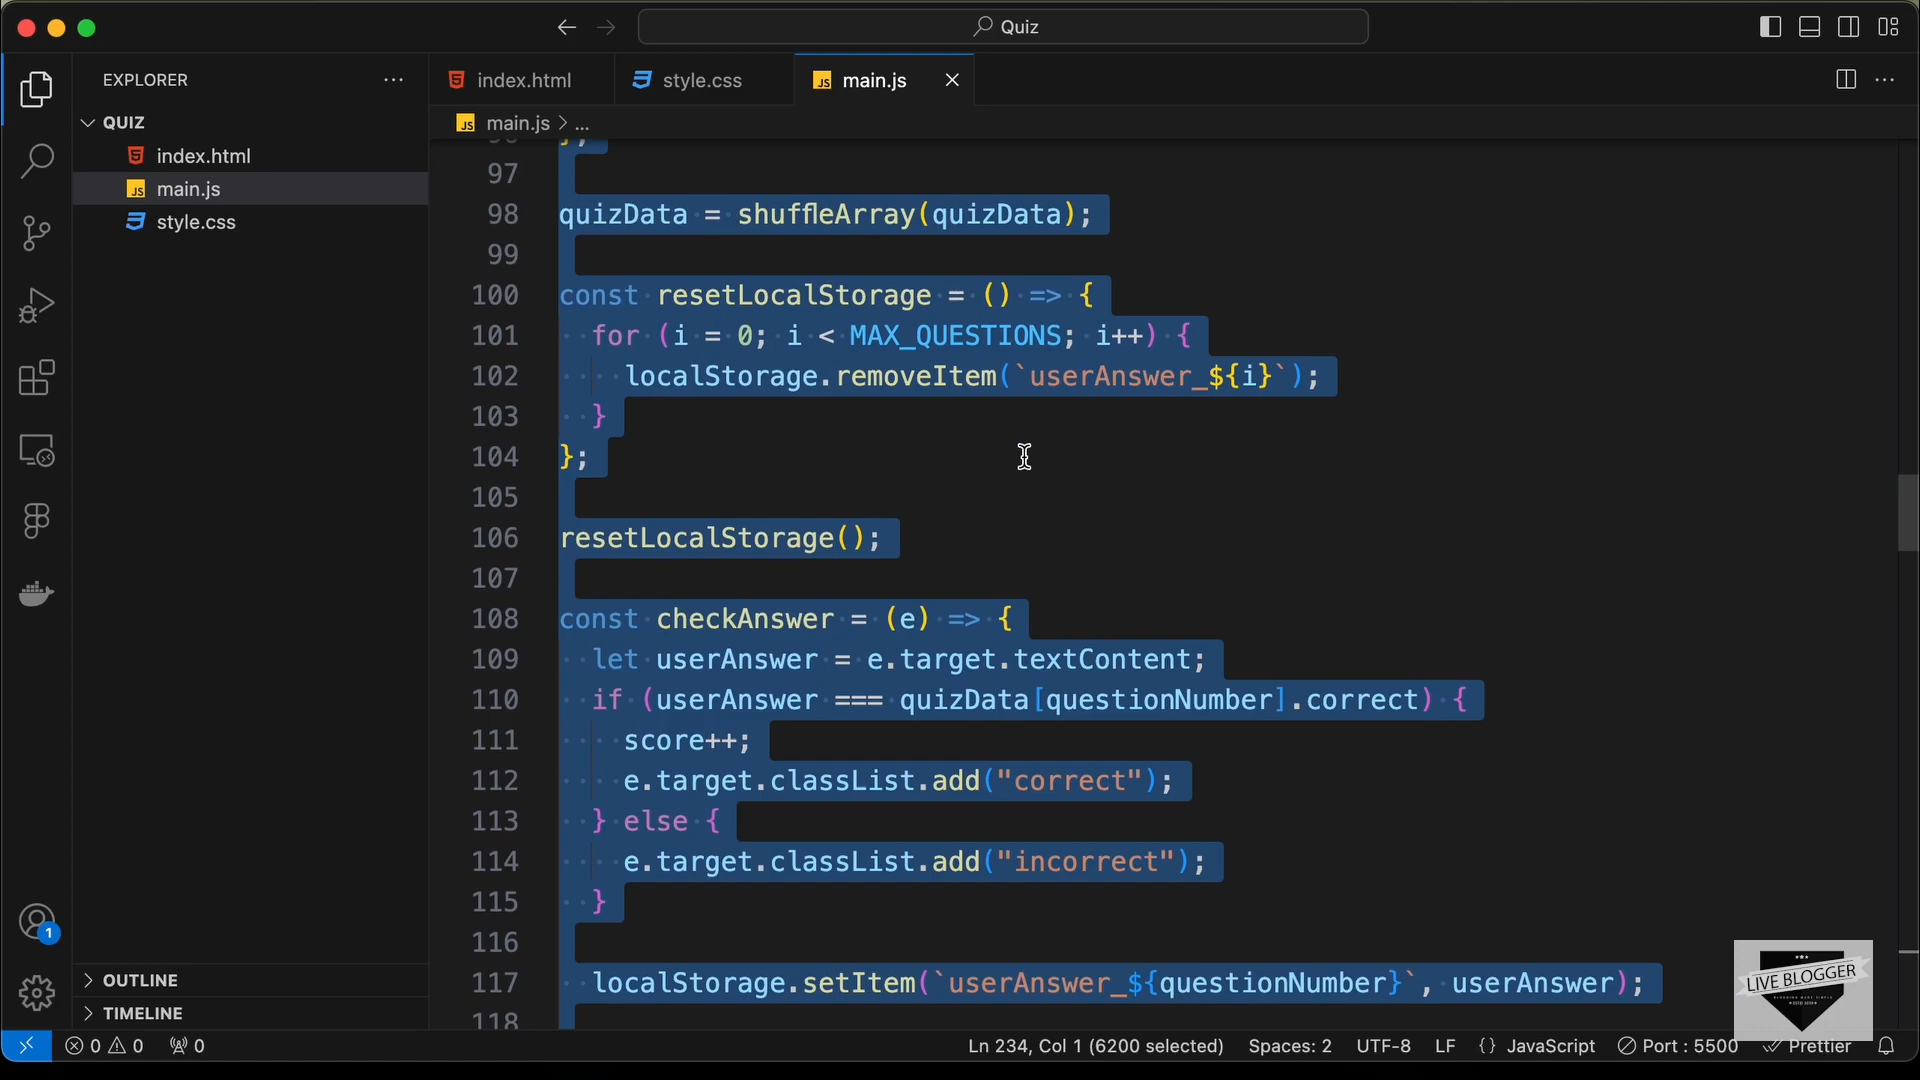 Quiz
EXPLORER
index.html
style.css
main.js
QUIZ
main.js > ...
index.html
main.js
style.css
97
98 quizData = shuffleArray(quizData);
99
100 const resetLocalStorage = () => {
101 for (i = 0; i < MAX_QUESTIONS; i++) {
102 localStorage.removeItem(`userAnswer_${i}`);
103 }
104 };
105
106 resetLocalStorage();
107
108 const checkAnswer = (e) => {
109 let userAnswer = e.target.textContent;
110 if (userAnswer === quizData[questionNumber].correct) {
111 score++;
112 e.target.classList.add("correct");
113 } else {
114 e.target.classList.add("incorrect");
115 }
116
117 localStorage.setItem(`userAnswer_${questionNumber}`, userAnswer);
118
1
OUTLINE
TIMELINE
LIVE BLOGGER
0 0 0 Ln 234, Col 1 (6200 selected) Spaces: 2 UTF-8 LF {} JavaScript Port : 5500 Prettier